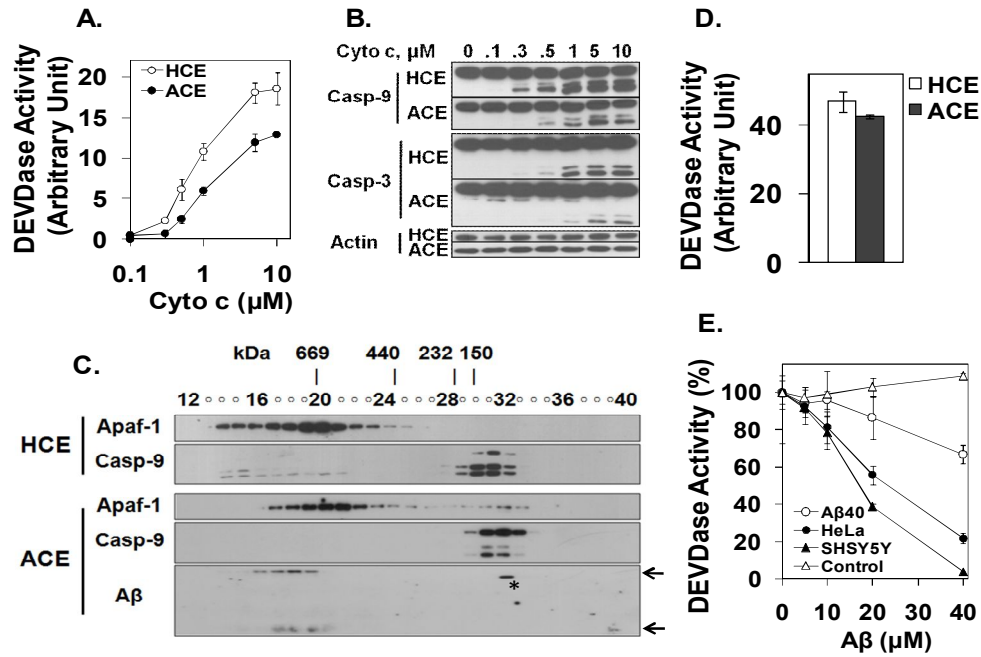 A.
DEVDase Activity
(Arbitrary Unit)
20
15
10
5
0
HCE
ACE
0.1 1 10
Cyto c (µM)
B.
Cyto c, µM 0 .1 .3 .5 1 5 10
Casp-9
HCE
ACE
Casp-3
HCE
ACE
Actin
HCE
ACE
D.
DEVDase Activity
(Arbitrary Unit)
40
20
0
HCE
ACE
C.
kDa 669 440 232 150
12 16 20 24 28 32 36 40
HCE
Apaf-1
Casp-9
ACE
Apaf-1
Casp-9
Aβ
*
E.
DEVDase Activity (%)
100
80
60
40
20
0
Aβ40
HeLa
SHSY5Y
Control
0 10 20 30 40
Aβ (µM)